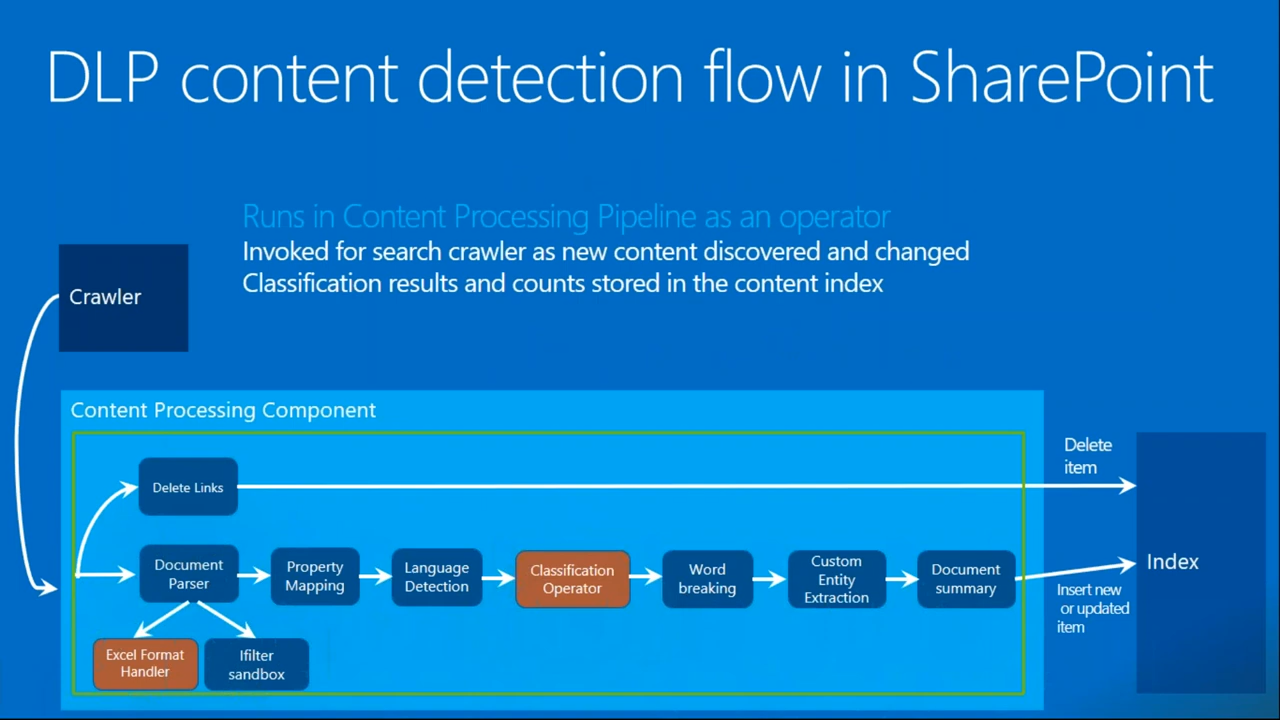 DLP content detection flow in SharePoint
Runs in Content Processing Pipeline as an operator
Invoked for search crawler as new content discovered and changed
Classification results and counts stored in the content index
Crawler
Content Processing Component
Delete Links
Delete
item
Document
Parser
Property
Mapping
Language
Detection
Classification
Operator
Word
breaking
Custom
Entity
Extraction
Document
summary
Index
Insert new
or updated
item
Excel Format
Handler
Ifilter
sandbox